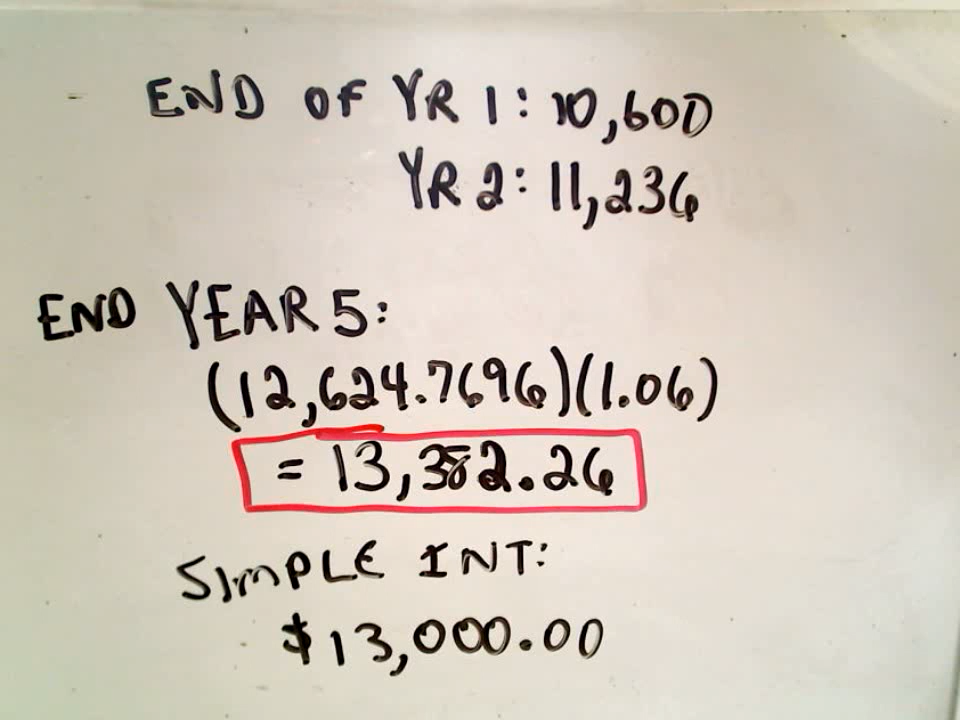 END OF YR 1: 10,600
YR 2: 11,236
END YEAR 5:
(12,624.7696)(1.06)
= 13,382.26
SIMPLE INT:
$13,000.00